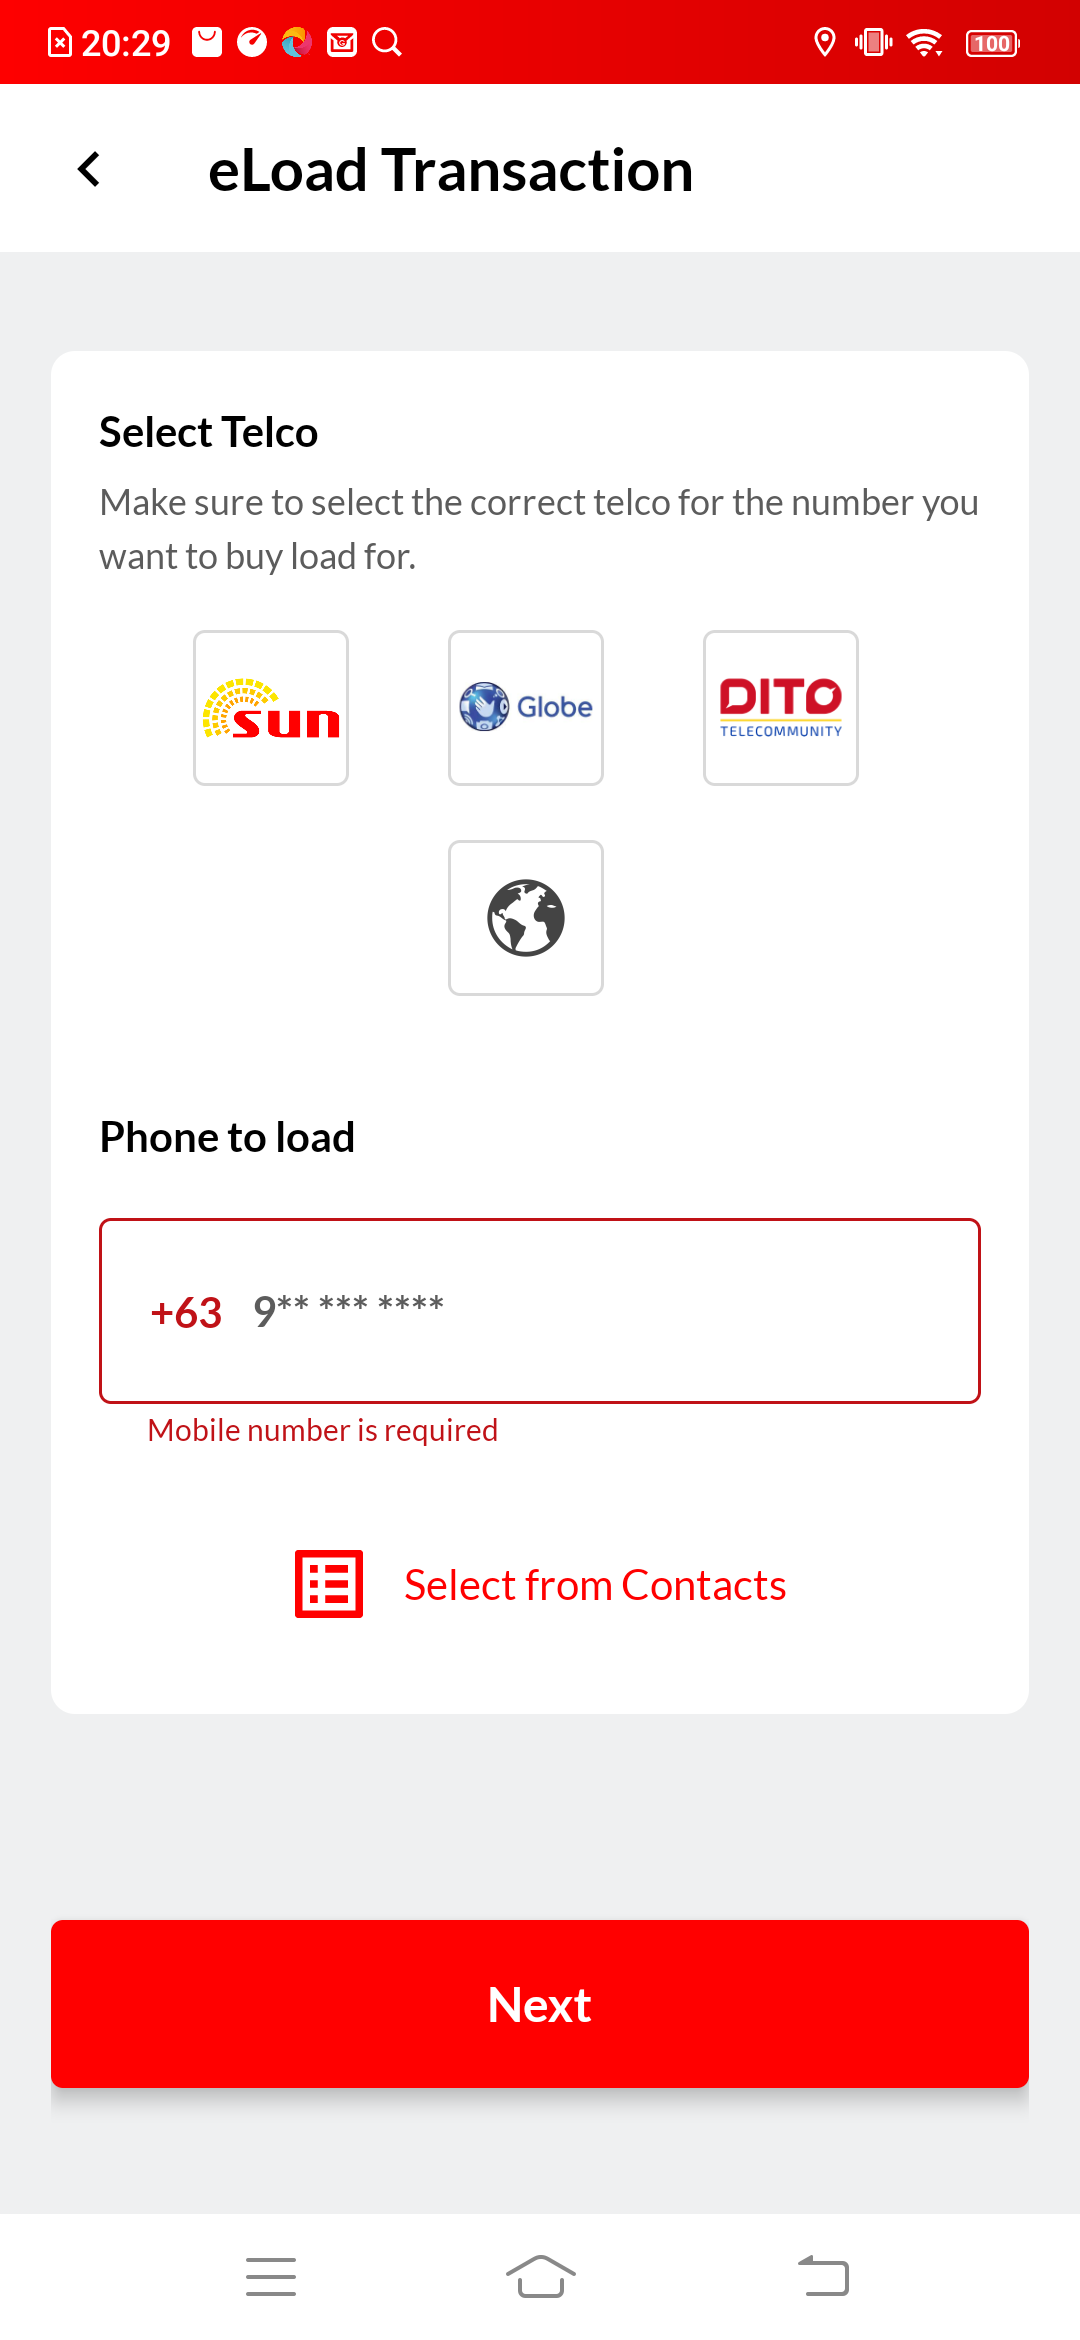 20:29
100
eLoad Transaction
Select Telco
Make sure to select the correct telco for the number you
want to buy load for.
sun
Globe
DITO
TELECOMMUNITY
Phone to load
+63 9** *** ****
Mobile number is required
Select from Contacts
Next